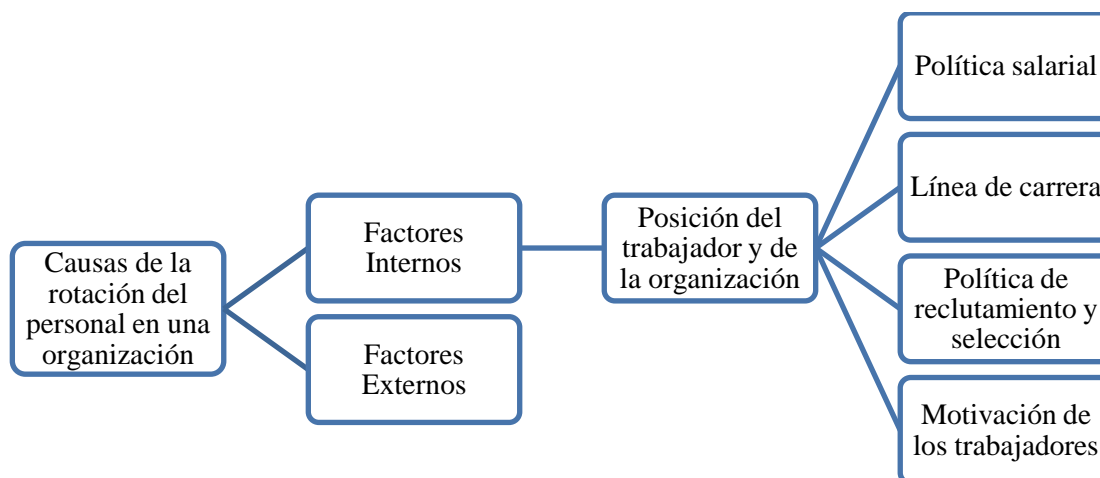 Causas de la
rotación del
personal en una
organización
Factores
Internos
Factores
Externos
Posición del
trabajador y de
la organización
Política salarial
Línea de carrera
Política de
reclutamiento y
selección
Motivación de
los trabajadores